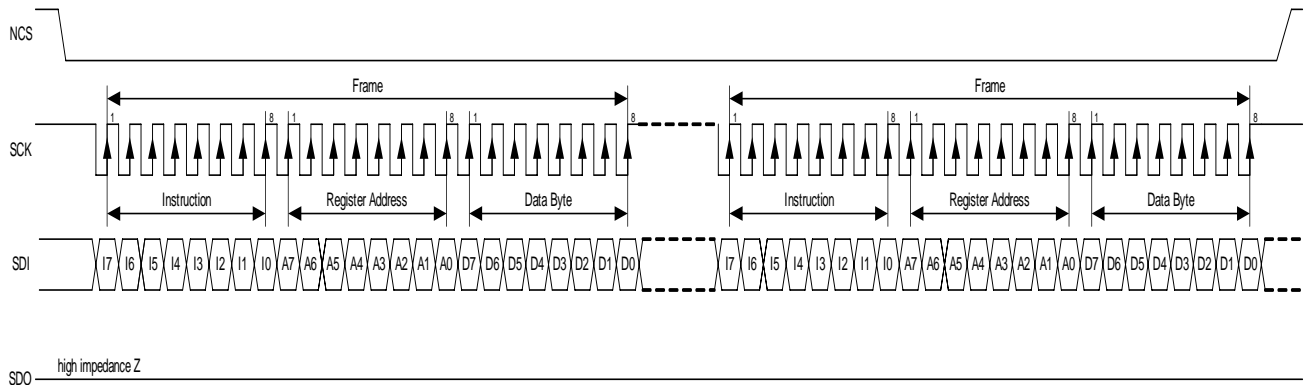 NCS
Frame Frame
1 8 1 8 1 8 1 8 1 8 1 8
SCK
Instruction Register Address Data Byte Instruction Register Address Data Byte
SDI I7 I6 I5 I4 I3 I2 I1 I0 A7 A6 A5 A4 A3 A2 A1 A0 D7 D6 D5 D4 D3 D2 D1 D0 I7 I6 I5 I4 I3 I2 I1 I0 A7 A6 A5 A4 A3 A2 A1 A0 D7 D6 D5 D4 D3 D2 D1 D0
high impedance Z
SDO